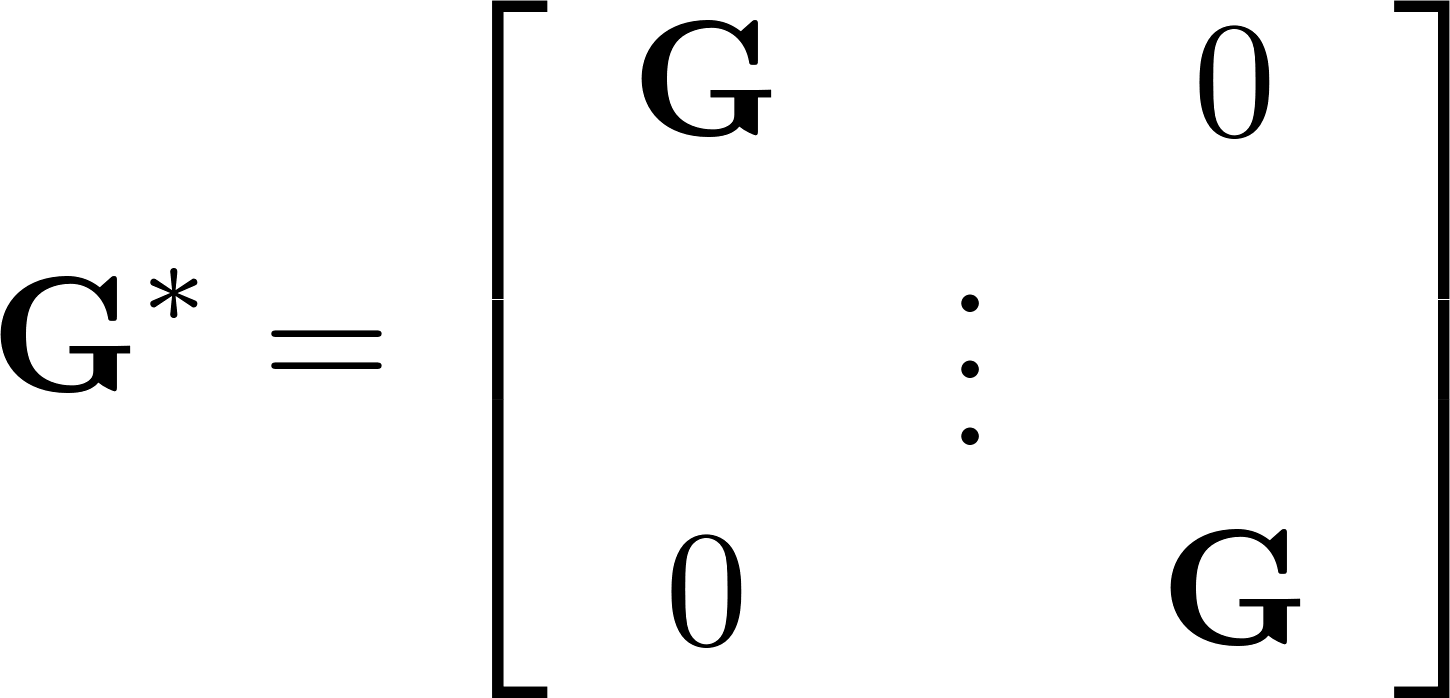 G 0
G* = [ ⋮ ]
0 G